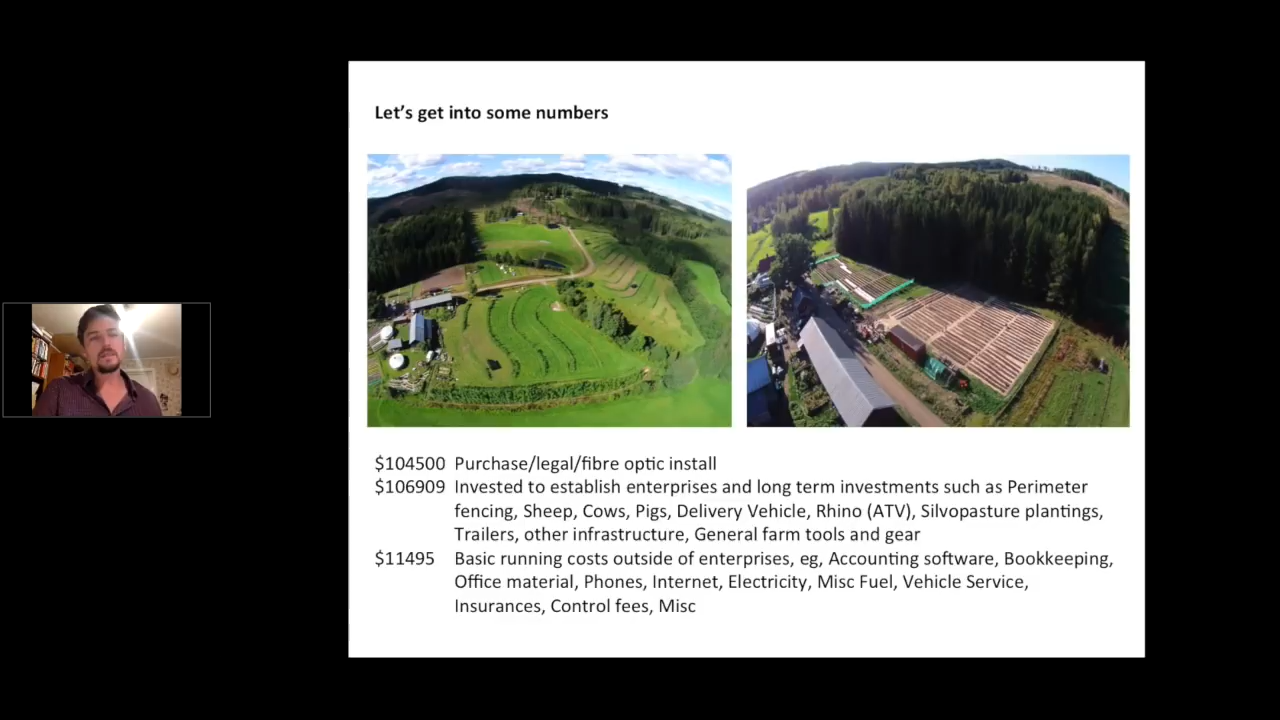 Let’s get into some numbers
$104500 Purchase/legal/fibre optic install
$106909 Invested to establish enterprises and long term investments such as Perimeter
fencing, Sheep, Cows, Pigs, Delivery Vehicle, Rhino (ATV), Silvopasture plantings,
Trailers, other infrastructure, General farm tools and gear
$11495 Basic running costs outside of enterprises, eg, Accounting software, Bookkeeping,
Office material, Phones, Internet, Electricity, Misc Fuel, Vehicle Service,
Insurances, Control fees, Misc